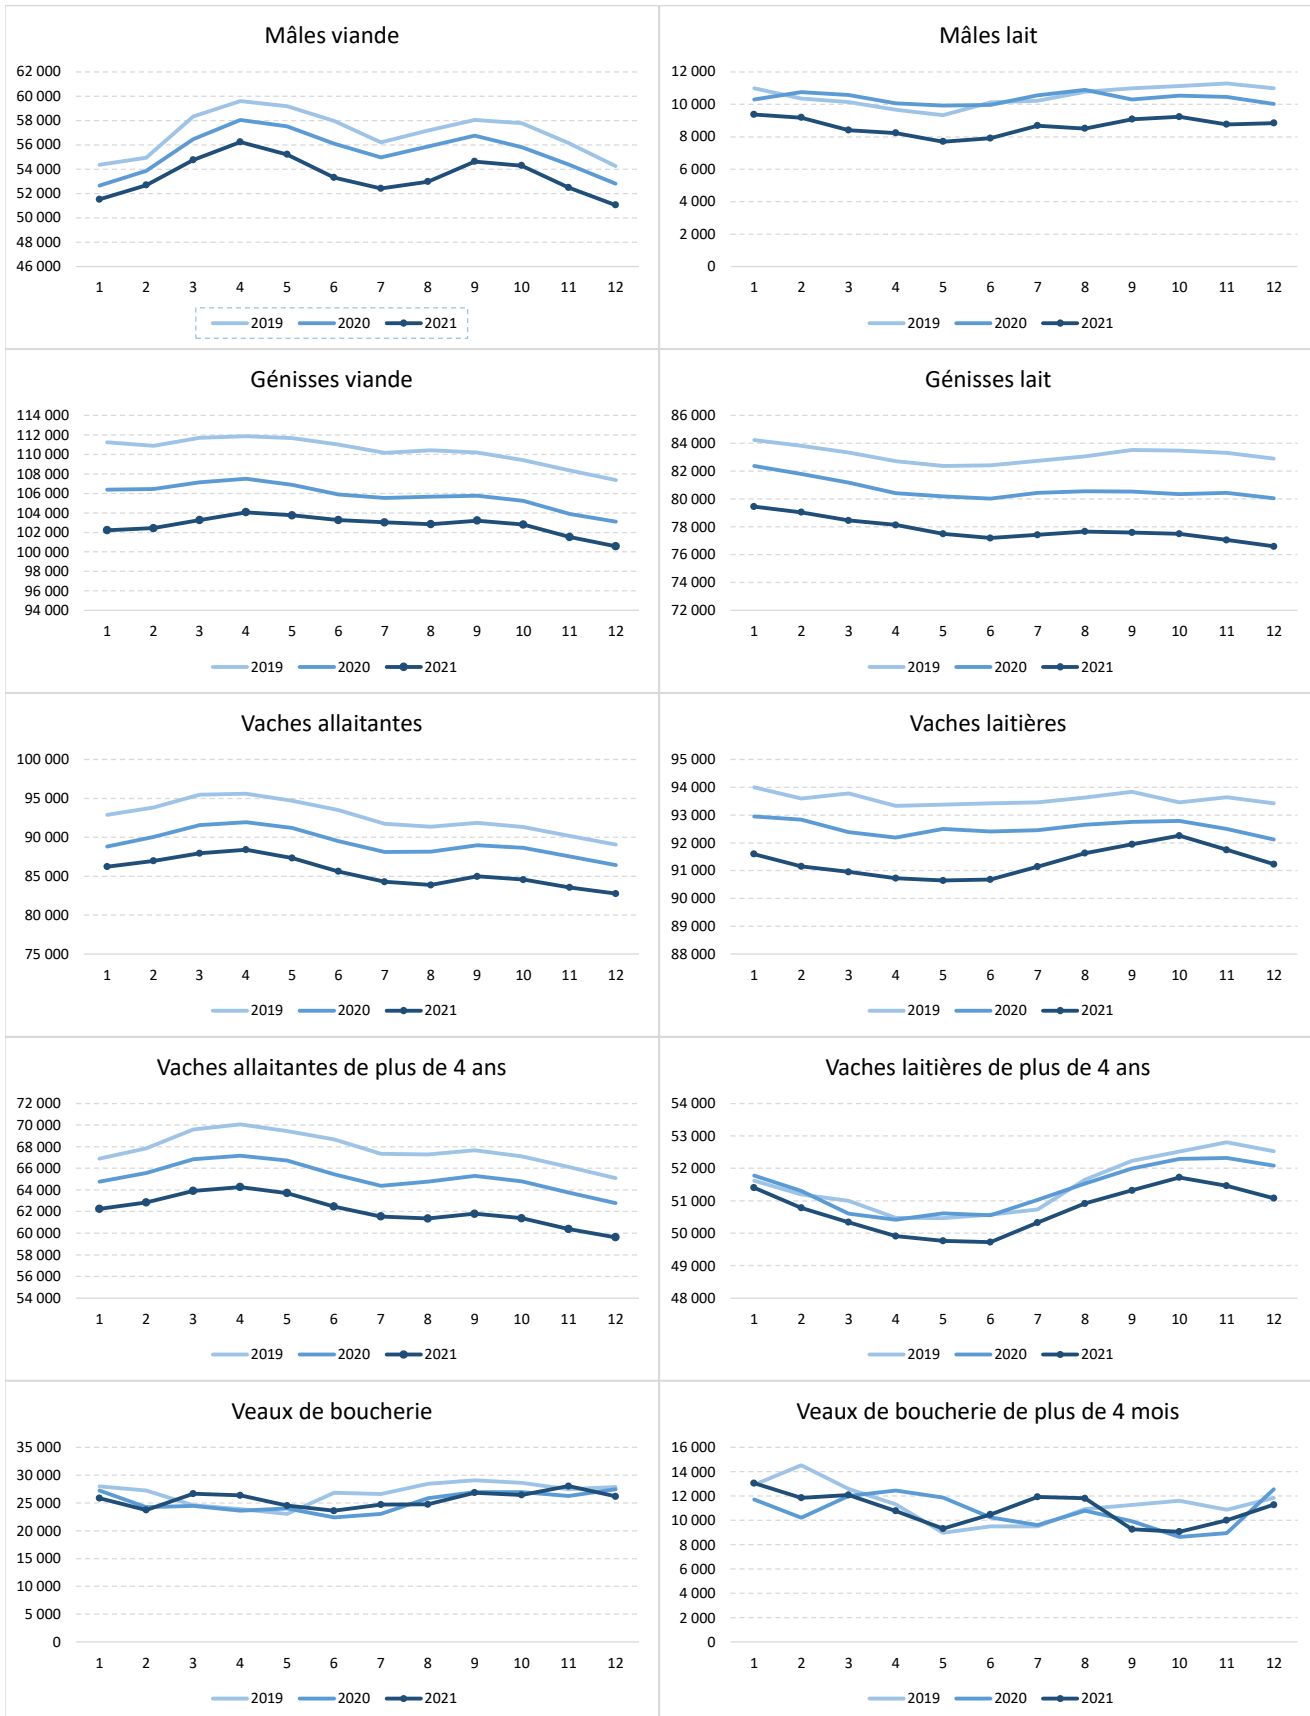 Mâles viande
62 000
60 000
58 000
56 000
54 000
52 000
50 000
48 000
46 000
1 2 3 4 5 6 7 8 9 10 11 12
2019 2020 2021
Mâles lait
12 000
10 000
8 000
6 000
4 000
2 000
0
1 2 3 4 5 6 7 8 9 10 11 12
2019 2020 2021
Génisses viande
114 000
112 000
110 000
108 000
106 000
104 000
102 000
100 000
98 000
96 000
94 000
1 2 3 4 5 6 7 8 9 10 11 12
2019 2020 2021
Génisses lait
86 000
84 000
82 000
80 000
78 000
76 000
74 000
72 000
1 2 3 4 5 6 7 8 9 10 11 12
2019 2020 2021
Vaches allaitantes
100 000
95 000
90 000
85 000
80 000
75 000
1 2 3 4 5 6 7 8 9 10 11 12
2019 2020 2021
Vaches laitières
95 000
94 000
93 000
92 000
91 000
90 000
89 000
88 000
1 2 3 4 5 6 7 8 9 10 11 12
2019 2020 2021
Vaches allaitantes de plus de 4 ans
72 000
70 000
68 000
66 000
64 000
62 000
60 000
58 000
56 000
54 000
1 2 3 4 5 6 7 8 9 10 11 12
2019 2020 2021
Vaches laitières de plus de 4 ans
54 000
53 000
52 000
51 000
50 000
49 000
48 000
1 2 3 4 5 6 7 8 9 10 11 12
2019 2020 2021
Veaux de boucherie
35 000
30 000
25 000
20 000
15 000
10 000
5 000
0
1 2 3 4 5 6 7 8 9 10 11 12
2019 2020 2021
Veaux de boucherie de plus de 4 mois
16 000
14 000
12 000
10 000
8 000
6 000
4 000
2 000
0
1 2 3 4 5 6 7 8 9 10 11 12
2019 2020 2021